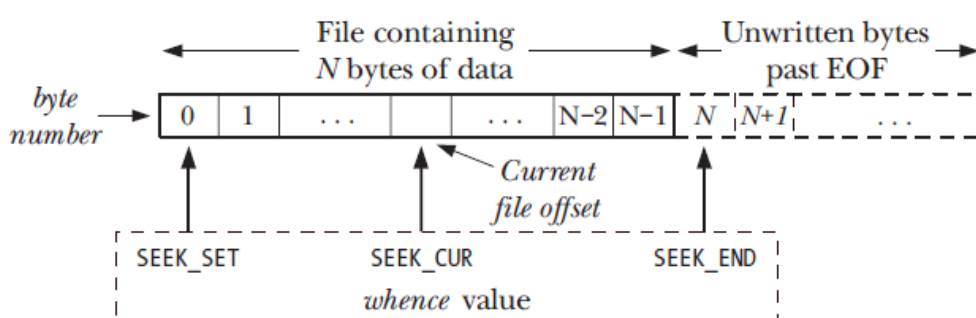 File containing
N bytes of data
Unwritten bytes
past EOF
byte
number
0 1 ... ... N−2 N−1 N N+1 ...
Current
file offset
SEEK_SET SEEK_CUR SEEK_END
whence value